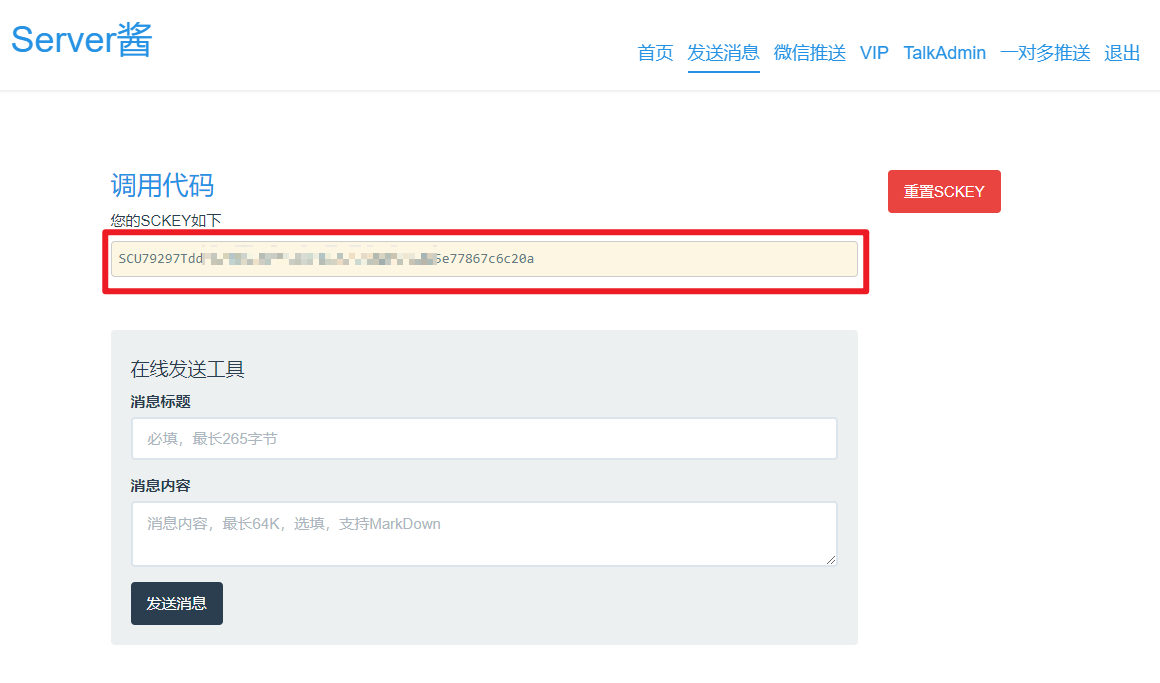 Server酱
首页 发送消息 微信推送 VIP TalkAdmin 一对多推送 退出
调用代码
重置SCKEY
您的SCKEY如下
SCU79297Tdd 5e77867c6c20a
在线发送工具
消息标题
必填，最长265字节
消息内容
消息内容，最长64K，选填，支持MarkDown
发送消息